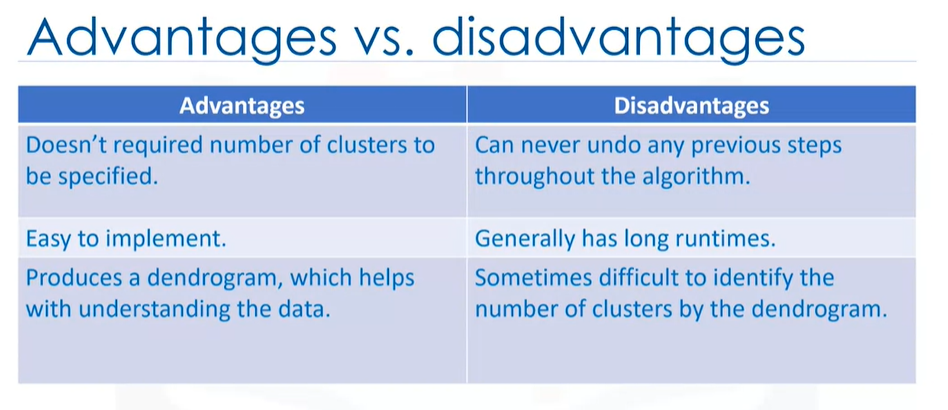 Advantages vs. disadvantages
Advantages
Disadvantages
Doesn't required number of clusters to
be specified.
Can never undo any previous steps
throughout the algorithm.
Easy to implement.
Generally has long runtimes.
Produces a dendrogram, which helps
with understanding the data.
Sometimes difficult to identify the
number of clusters by the dendrogram.